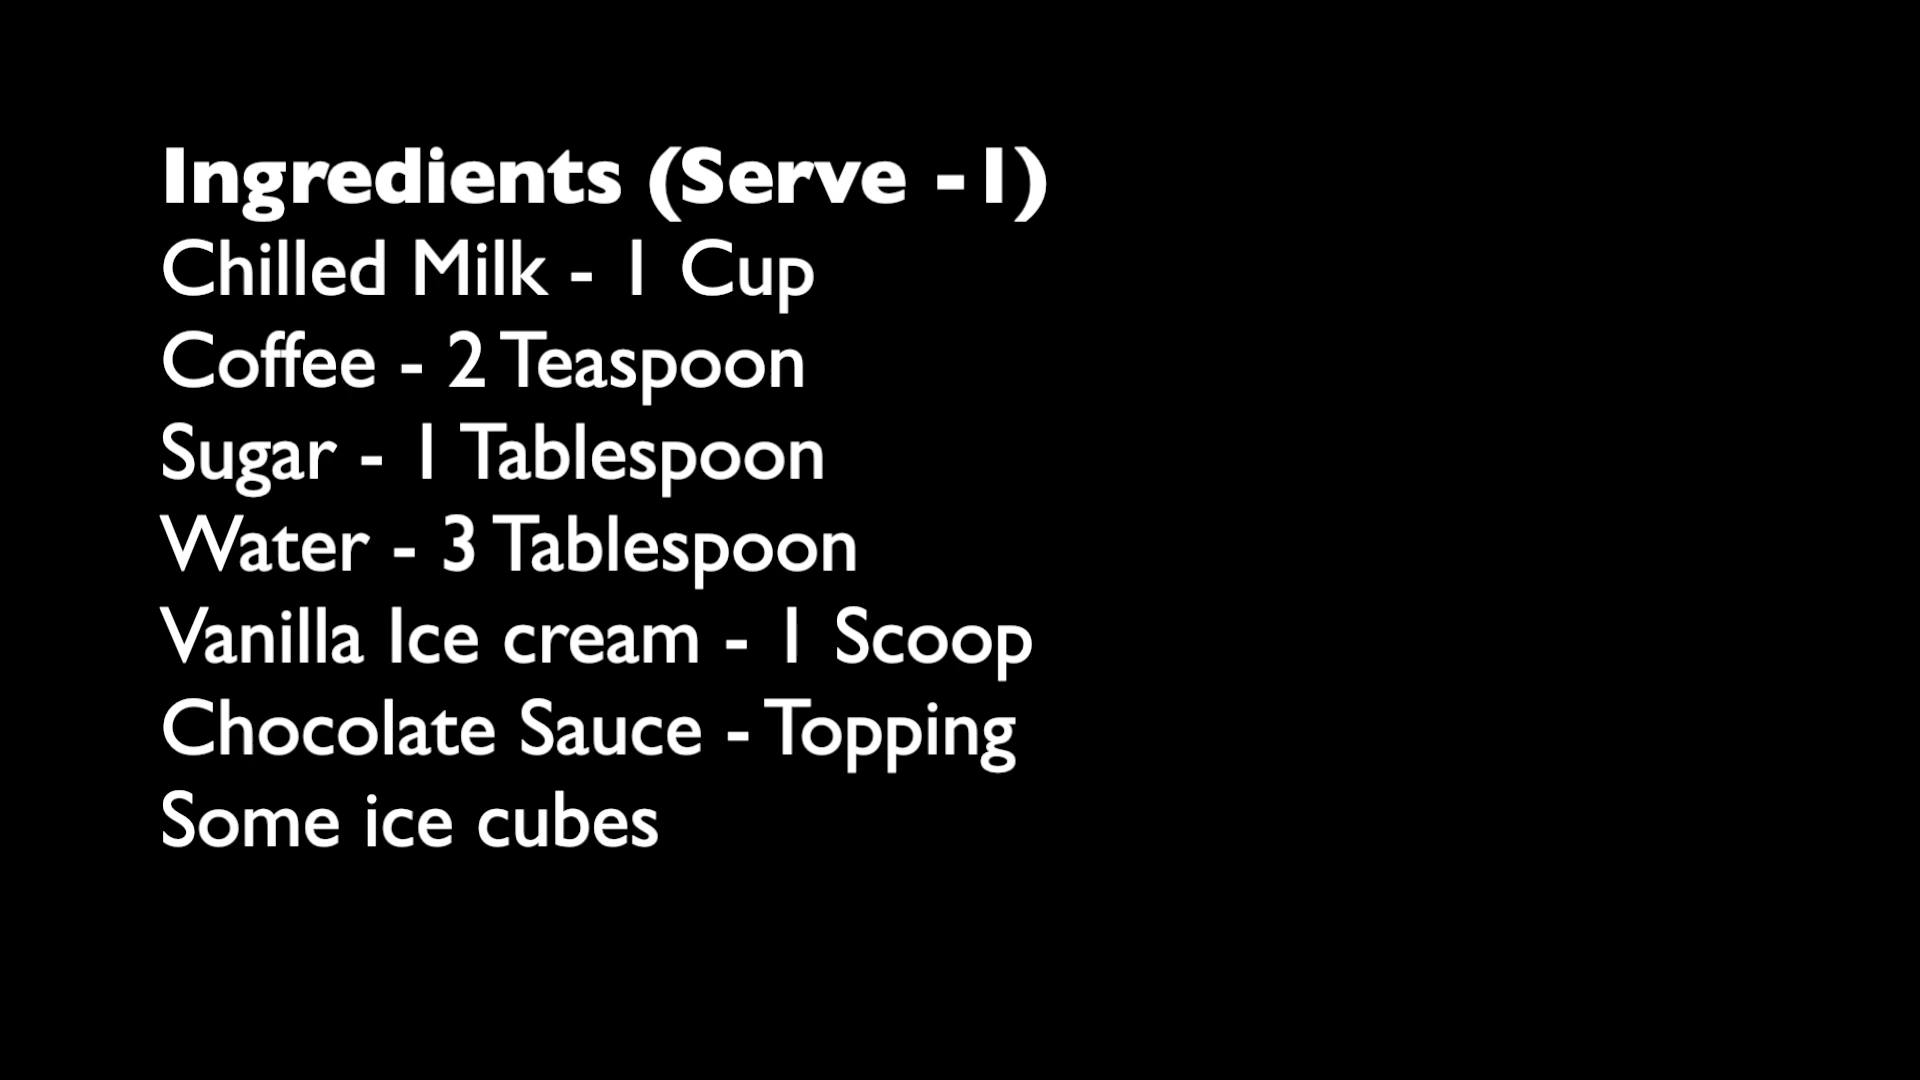 Ingredients (Serve -1)
Chilled Milk - 1 Cup
Coffee - 2 Teaspoon
Sugar - 1 Tablespoon
Water - 3 Tablespoon
Vanilla Ice cream - 1 Scoop
Chocolate Sauce - Topping
Some ice cubes